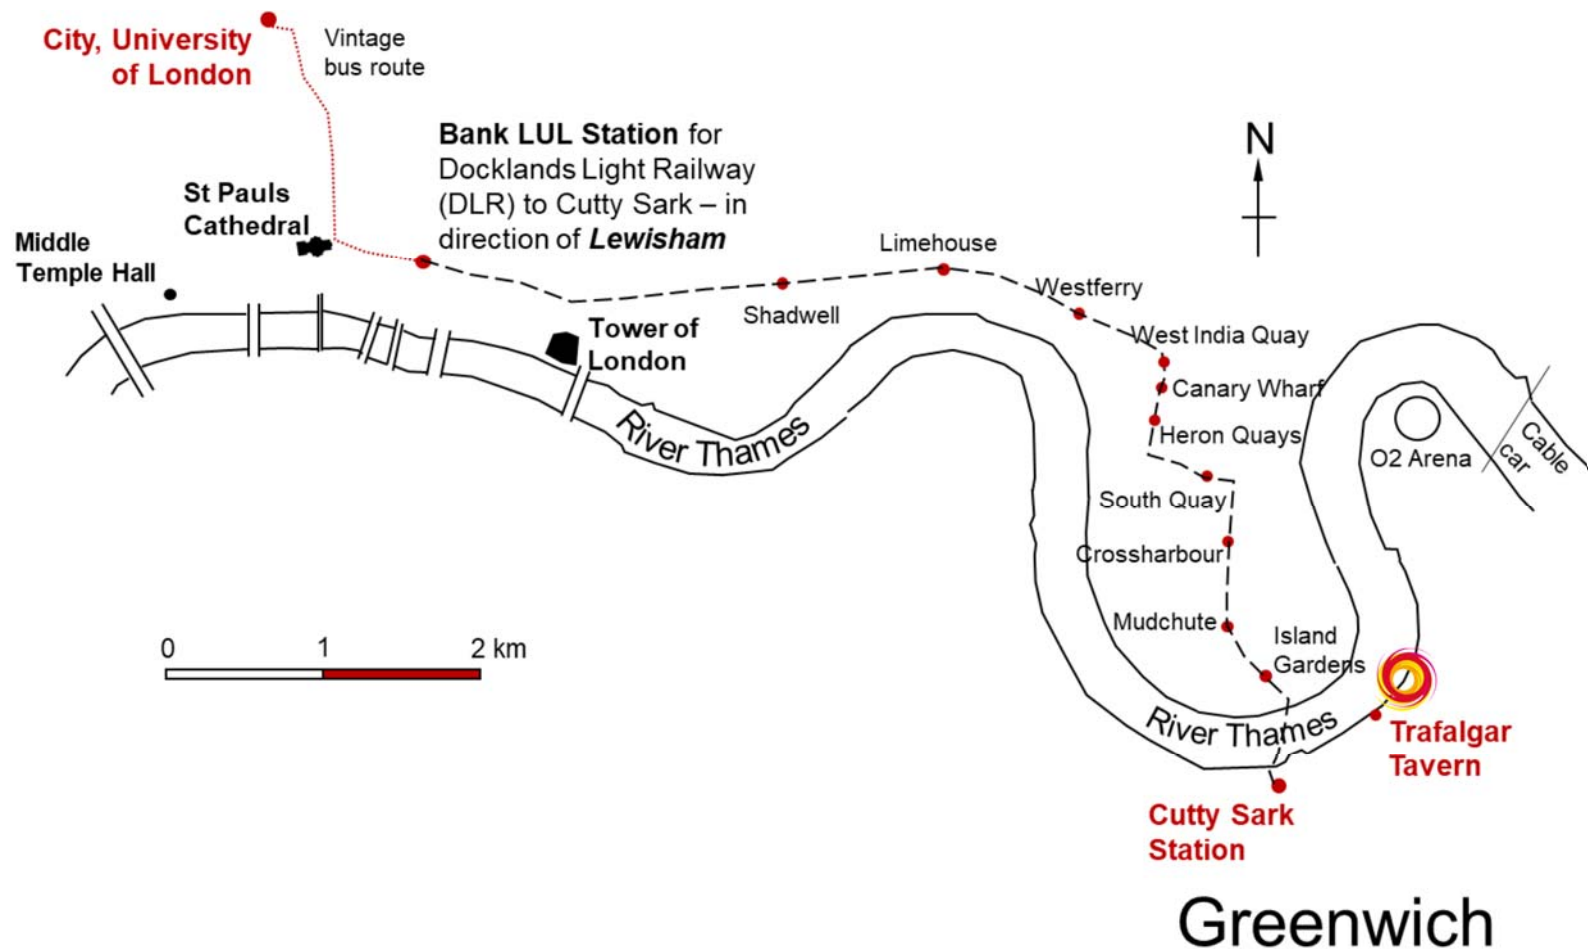 City, University
of London
Vintage
bus route
Bank LUL Station for
Docklands Light Railway
(DLR) to Cutty Sark – in
direction of Lewisham
N
St Pauls
Cathedral
Middle
Temple Hall
Limehouse
Westferry
Shadwell
Tower of
London
West India Quay
Canary Wharf
Heron Quays
River Thames
O2 Arena
Cable
car
South Quay
Crossharbour
Mudchute
Island
Gardens
0 1 2 km
River Thames
Trafalgar
Tavern
Cutty Sark
Station
Greenwich